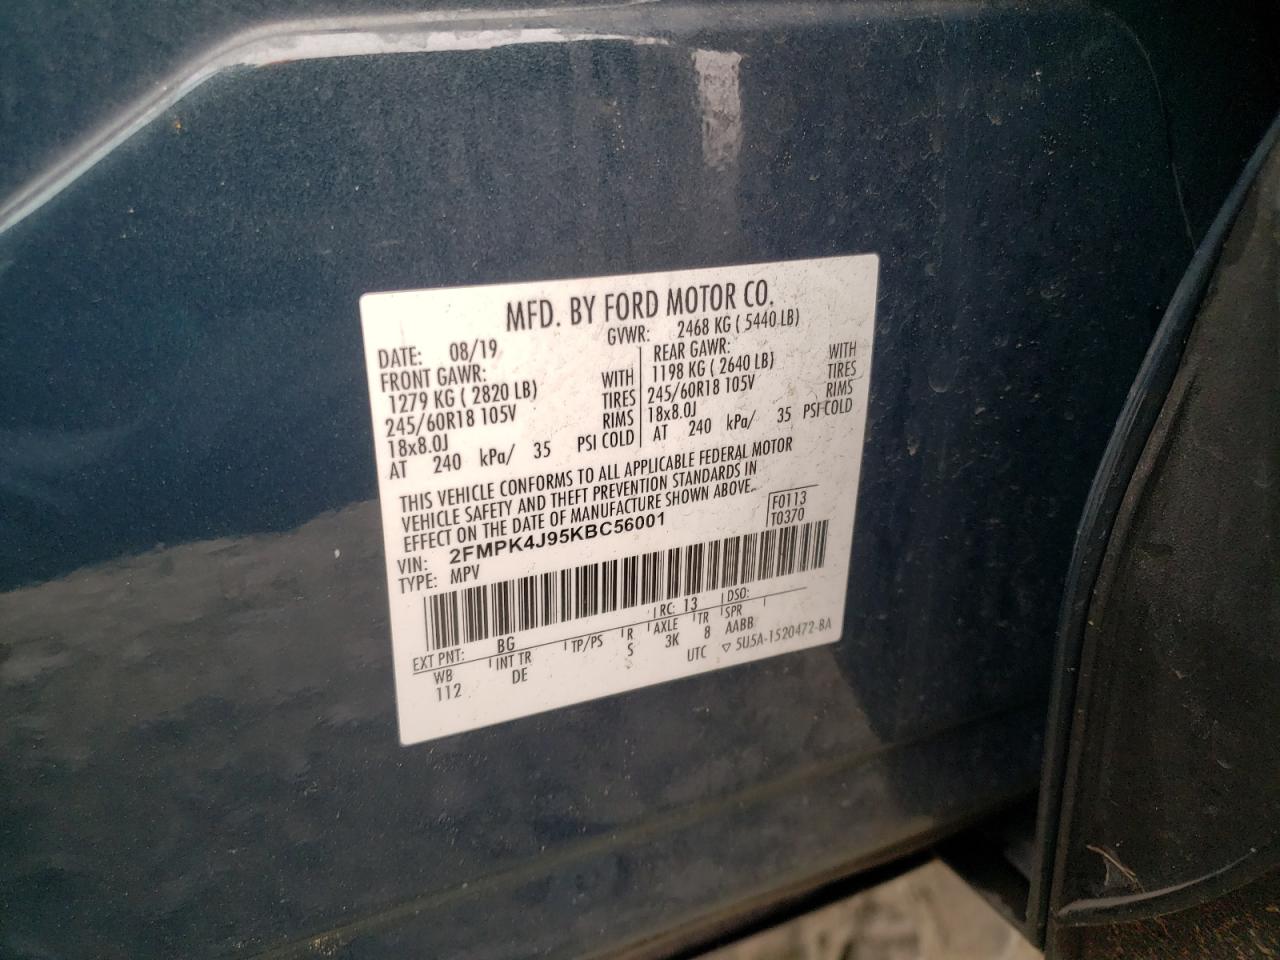 MFD. BY FORD MOTOR CO.
DATE: 08/19 GVWR: 2468 KG ( 5440 LB)
FRONT GAWR: REAR GAWR:
1279 KG ( 2820 LB) WITH 1198 KG ( 2640 LB) WITH
245/60R18 105V TIRES 245/60R18 105V TIRES
18x8.0J RIMS 18x8.0J RIMS
AT 240 kPa/ 35 PSI COLD AT 240 kPa/ 35 PSI COLD
THIS VEHICLE CONFORMS TO ALL APPLICABLE FEDERAL MOTOR
VEHICLE SAFETY AND THEFT PREVENTION STANDARDS IN
EFFECT ON THE DATE OF MANUFACTURE SHOWN ABOVE.
F0113
VIN: 2FMPK4J95KBC56001 T0370
TYPE: MPV
EXT PNT: BG RC: 13 DSO:
WB INT TR TP/PS R AXLE TR SPR
112 DE S 3K 8 AABB
UTC ▽ 5U5A-1520472-BA